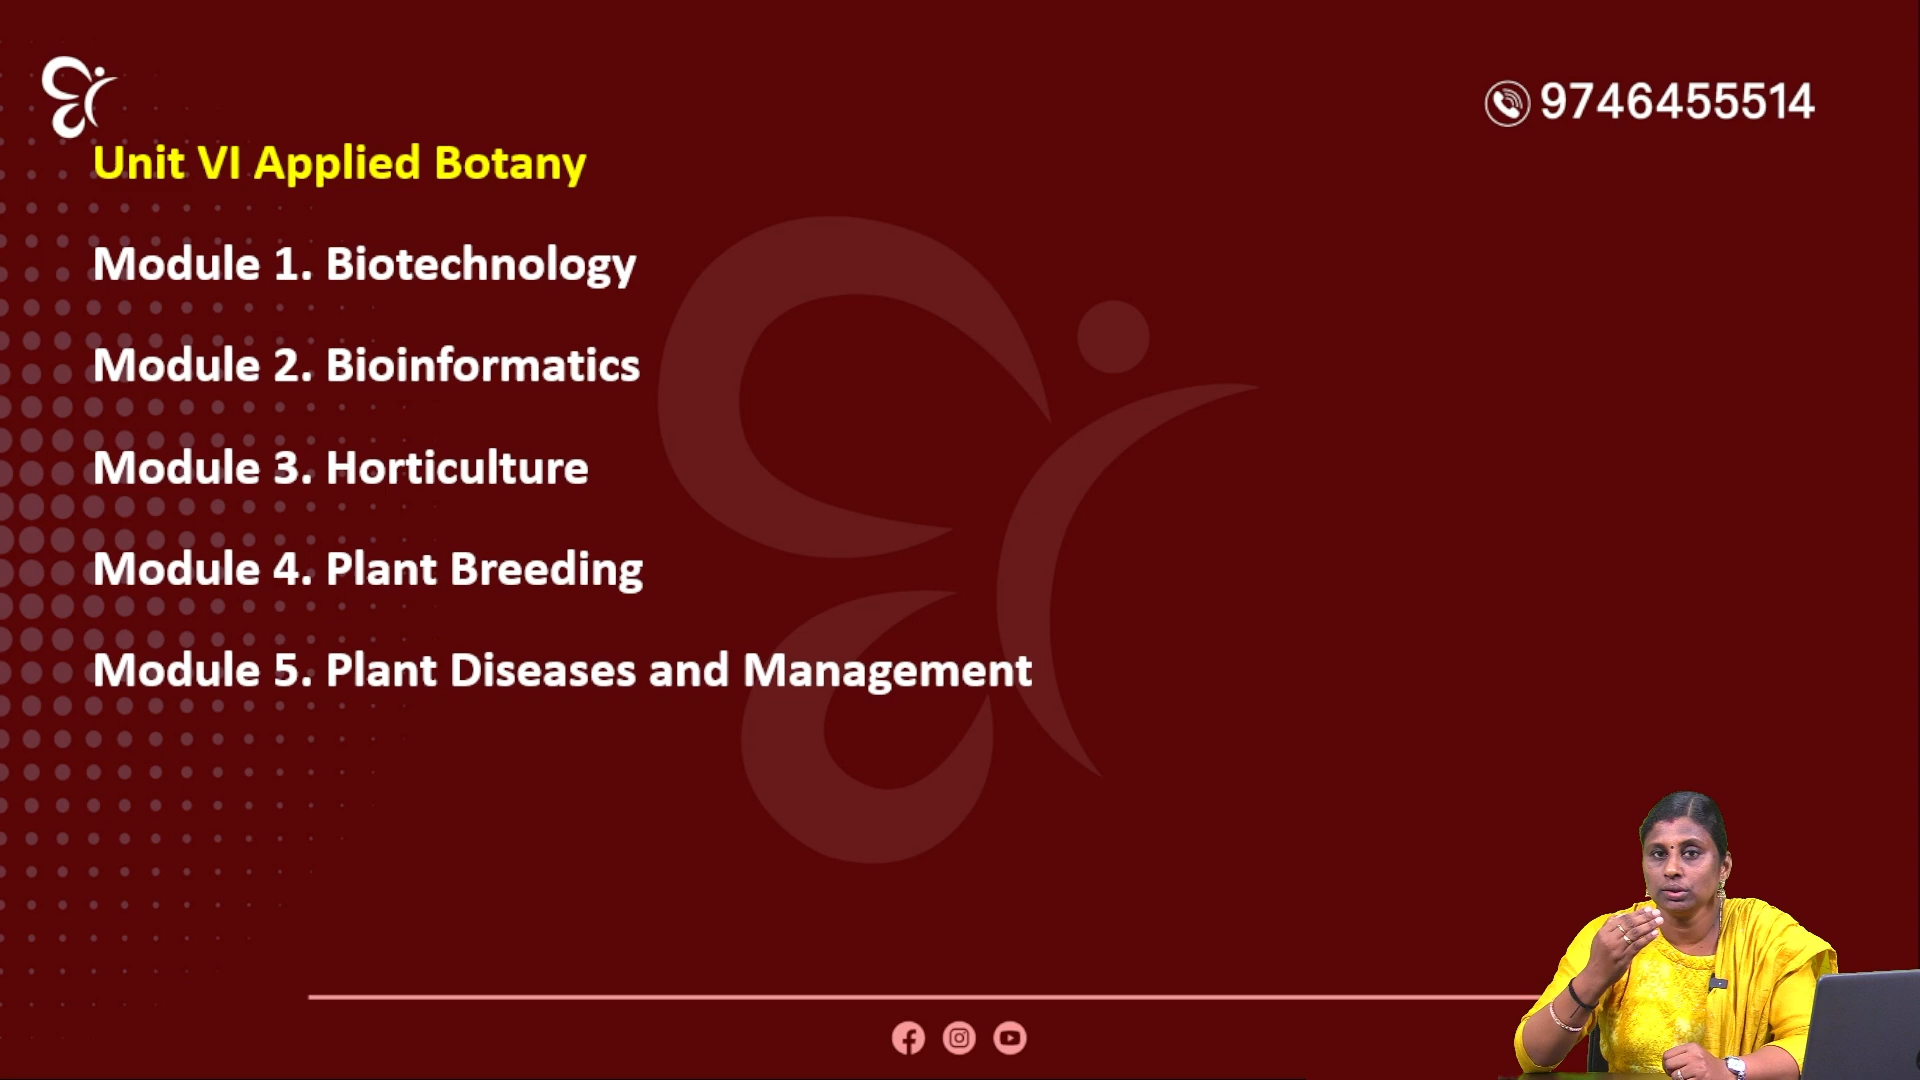 9746455514
Unit VI Applied Botany
Module 1. Biotechnology
Module 2. Bioinformatics
Module 3. Horticulture
Module 4. Plant Breeding
Module 5. Plant Diseases and Management